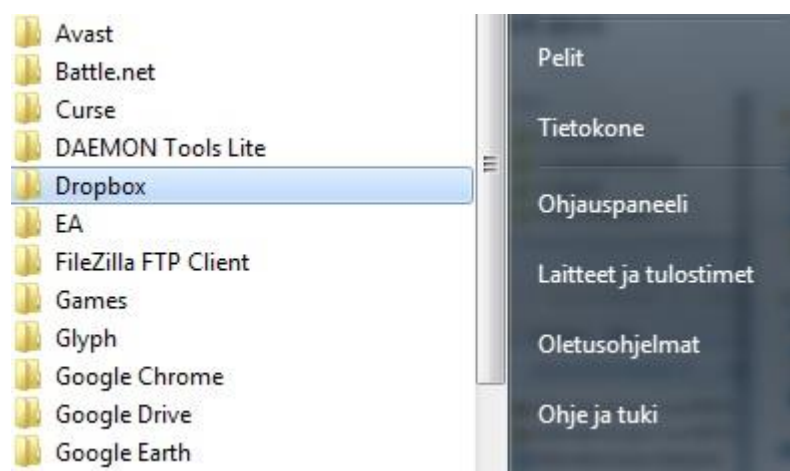 Avast
Battle.net
Curse
DAEMON Tools Lite
Dropbox
EA
FileZilla FTP Client
Games
Glyph
Google Chrome
Google Drive
Google Earth
Pelit
Tietokone
Ohjauspaneeli
Laitteet ja tulostimet
Oletusohjelmat
Ohje ja tuki